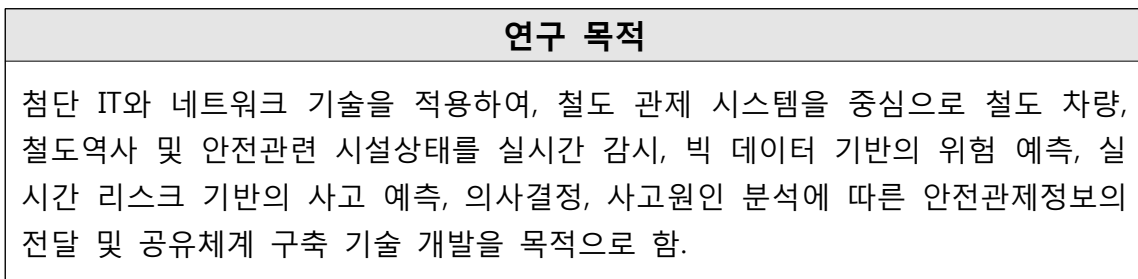 연구 목적
첨단 IT와 네트워크 기술을 적용하여, 철도 관제 시스템을 중심으로 철도 차량,
철도역사 및 안전관련 시설상태를 실시간 감시, 빅 데이터 기반의 위험 예측, 실
시간 리스크 기반의 사고 예측, 의사결정, 사고원인 분석에 따른 안전관제정보의
전달 및 공유체계 구축 기술 개발을 목적으로 함.